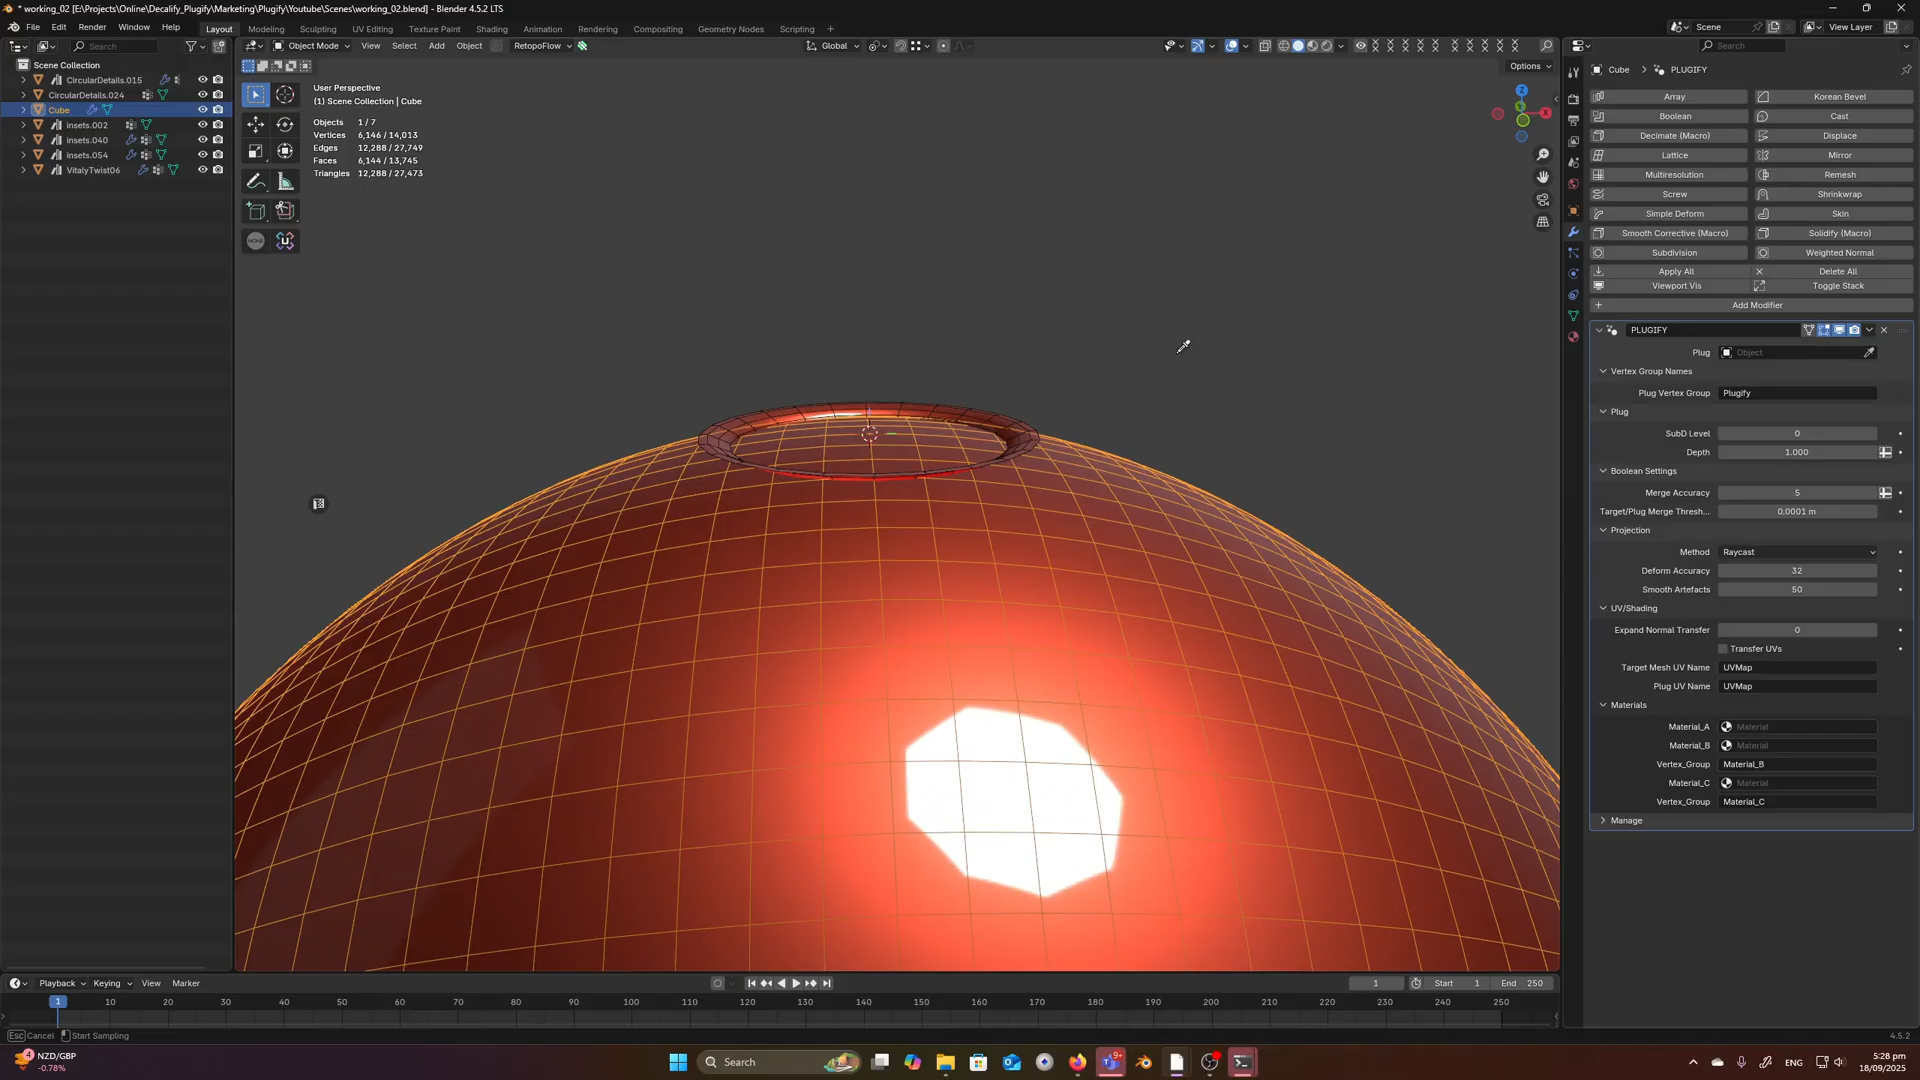 * working_02 [E:\Projects\Online\Decalify_Plugify\Marketing\Plugify\Youtube\Scenes\working_02.blend] - Blender 4.5.2 LTS
File Edit Render Window Help
Layout Modeling Sculpting UV Editing Texture Paint Shading Animation Rendering Compositing Geometry Nodes Scripting +
Scene
View Layer
Search
Object Mode View Select Add Object RetopoFlow
Global
Search
Options
Scene Collection
CircularDetails.015
CircularDetails.024
Cube
insets.002
insets.040
insets.054
VitalyTwist06
User Perspective
(1) Scene Collection | Cube
Objects 1 / 7
Vertices 6,146 / 14,013
Edges 12,288 / 27,749
Faces 6,144 / 13,745
Triangles 12,288 / 27,473
NONE
Z
Y
X
Cube > PLUGIFY
Array Korean Bevel
Boolean Cast
Decimate (Macro) Displace
Lattice Mirror
Multiresolution Remesh
Screw Shrinkwrap
Simple Deform Skin
Smooth Corrective (Macro) Solidify (Macro)
Subdivision Weighted Normal
Apply All Delete All
Viewport Vis Toggle Stack
Add Modifier
PLUGIFY
Plug Object
Vertex Group Names
Plug Vertex Group Plugify
Plug
SubD Level 0
Depth 1.000
Boolean Settings
Merge Accuracy 5
Target/Plug Merge Thresh... 0.0001 m
Projection
Method Raycast
Deform Accuracy 32
Smooth Artefacts 50
UV/Shading
Expand Normal Transfer 0
Transfer UVs
Target Mesh UV Name UVMap
Plug UV Name UVMap
Materials
Material_A Material
Material_B Material
Vertex_Group Material_B
Material_C Material
Vertex_Group Material_C
Manage
Playback Keying View Marker
1 Start 1 End 250
1 10 20 30 40 50 60 70 80 90 100 110 120 130 140 150 160 170 180 190 200 210 220 230 240 250
Esc Cancel Start Sampling
4.5.2
4
NZD/GBP
-0.78%
Search
9+
ENG
5:28 pm
18/09/2025